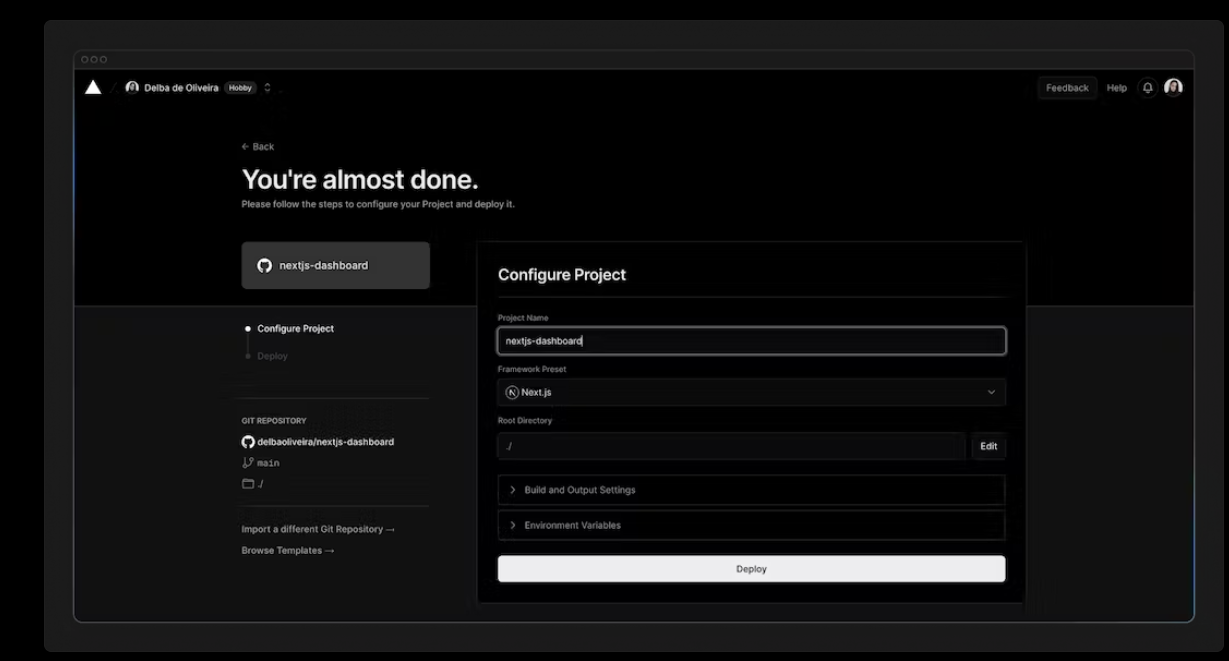 Delba de Oliveira Hobby
Feedback Help
← Back
You're almost done.
Please follow the steps to configure your Project and deploy it.
nextjs-dashboard
Configure Project
Deploy
GIT REPOSITORY
delbaoliveira/nextjs-dashboard
main
./
Import a different Git Repository →
Browse Templates →
Configure Project
Project Name
nextjs-dashboard
Framework Preset
N Next.js
Root Directory
./ Edit
Build and Output Settings
Environment Variables
Deploy